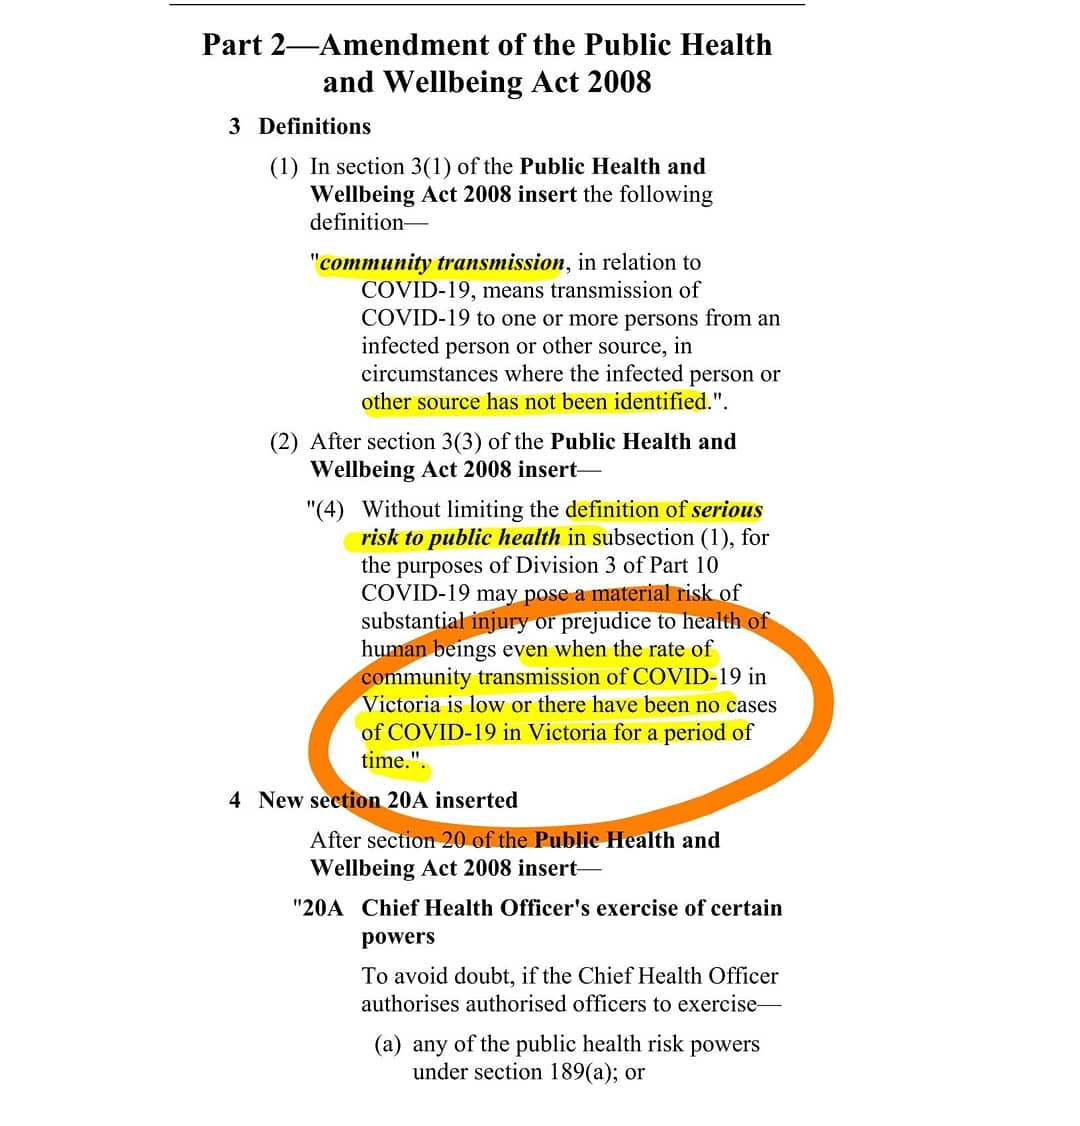 Part 2—Amendment of the Public Health
and Wellbeing Act 2008
3 Definitions
(1) In section 3(1) of the Public Health and
Wellbeing Act 2008 insert the following
definition—
"community transmission, in relation to
COVID-19, means transmission of
COVID-19 to one or more persons from an
infected person or other source, in
circumstances where the infected person or
other source has not been identified.".
(2) After section 3(3) of the Public Health and
Wellbeing Act 2008 insert—
"(4) Without limiting the definition of serious
risk to public health in subsection (1), for
the purposes of Division 3 of Part 10
COVID-19 may pose a material risk of
substantial injury or prejudice to health of
human beings even when the rate of
community transmission of COVID-19 in
Victoria is low or there have been no cases
of COVID-19 in Victoria for a period of
time.".
4 New section 20A inserted
After section 20 of the Public Health and
Wellbeing Act 2008 insert—
"20A Chief Health Officer's exercise of certain
powers
To avoid doubt, if the Chief Health Officer
authorises authorised officers to exercise—
(a) any of the public health risk powers
under section 189(a); or